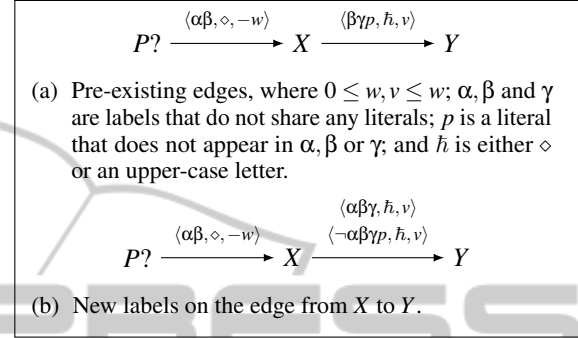 ⟨αβ,⋄,−w⟩ ⟨βγp,ℏ,v⟩
P? X Y
(a) Pre-existing edges, where 0 ≤ w,v ≤ w; α,β and γ
are labels that do not share any literals; p is a literal
that does not appear in α,β or γ; and ℏ is either ⋄
or an upper-case letter.
⟨αβγ,ℏ,v⟩
⟨αβ,⋄,−w⟩ ⟨¬αβγp,ℏ,v⟩
P? X Y
(b) New labels on the edge from X to Y.
PRESS